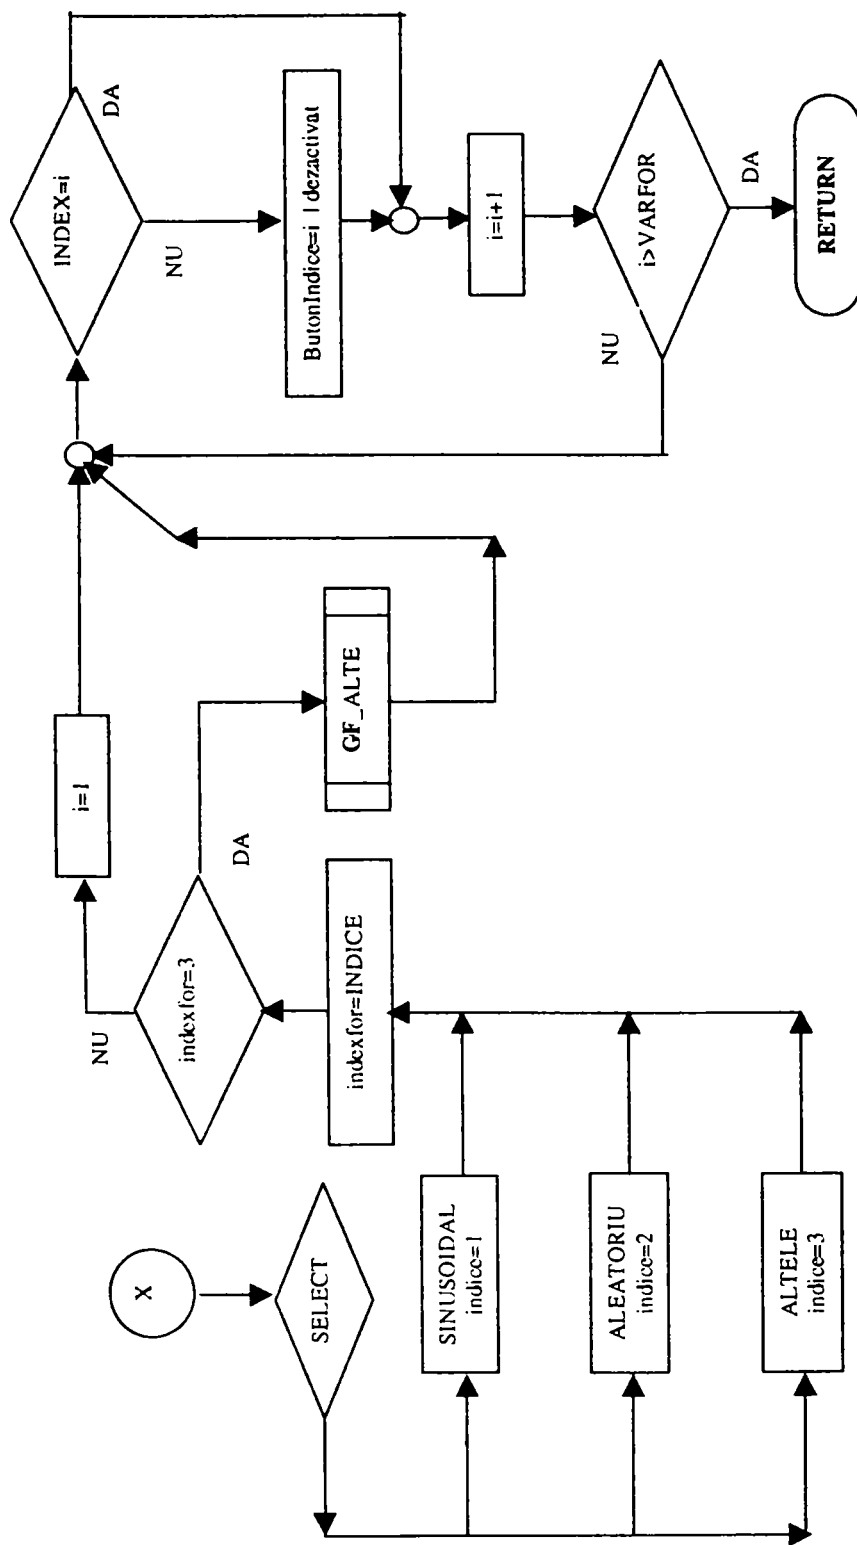 X
SELECT
SINUSOIDAL
indice=1
ALEATORIU
indice=2
ALTELE
indice=3
indexfor=INDICE
indexfor=3
NU
DA
i=1
GF_ALTE
INDEX=i
DA
NU
ButonIndice=i | dezactivat
i=i+1
i>VARFOR
NU
DA
RETURN